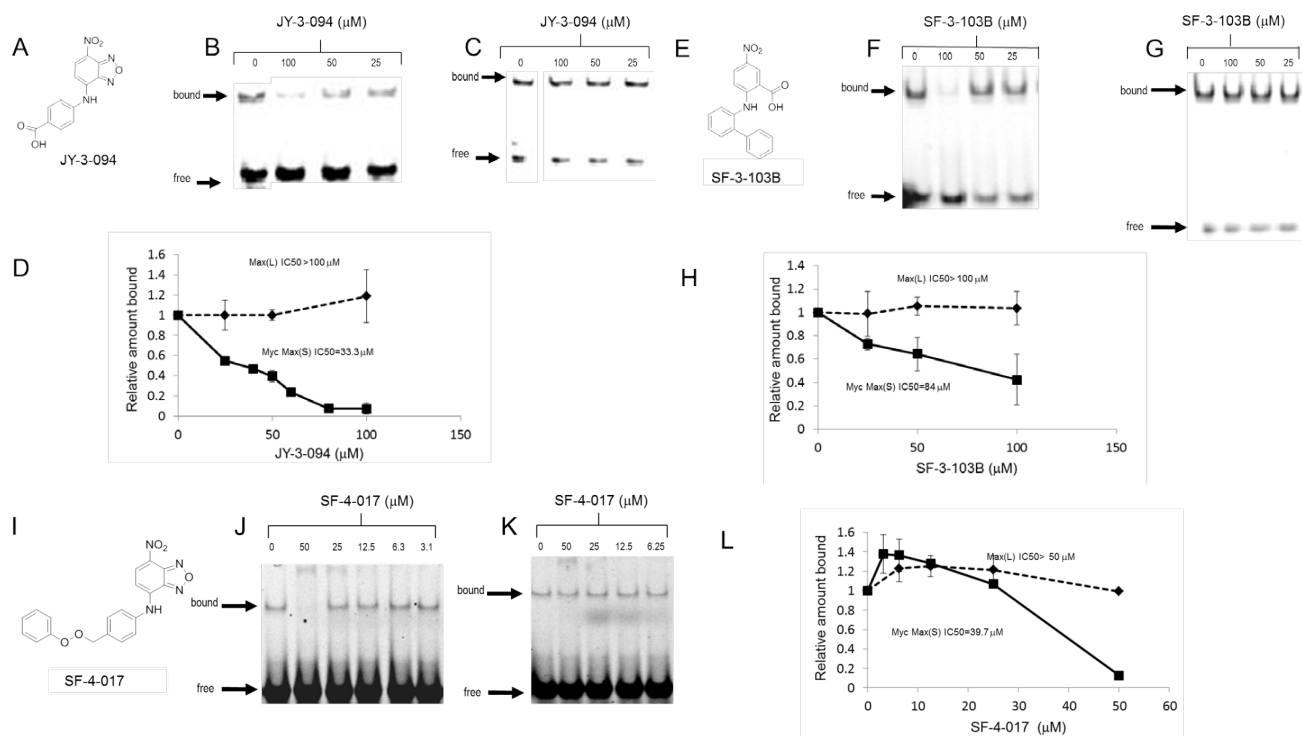 A
NO₂
N
O
N
NH
O
OH
JY-3-094
B
JY-3-094 (µM)
0 100 50 25
bound
free
C
JY-3-094 (µM)
0 100 50 25
bound
free
E
NO₂
O
OH
NH
SF-3-103B
F
SF-3-103B (µM)
0 100 50 25
bound
free
G
SF-3-103B (µM)
0 100 50 25
bound
free
D
Relative amount bound
1.6
1.4
1.2
1
0.8
0.6
0.4
0.2
0
Max(L) IC50 >100 µM
Myc Max(S) IC50=33.3 µM
0 50 100 150
JY-3-094 (µM)
H
Relative amount bound
1.4
1.2
1
0.8
0.6
0.4
0.2
0
Max(L) IC50> 100 µM
Myc Max(S) IC50=84 µM
0 50 100 150
SF-3-103B (µM)
I
NO₂
N
O
N
NH
O
O
SF-4-017
J
SF-4-017 (µM)
0 50 25 12.5 6.3 3.1
bound
free
K
SF-4-017 (µM)
0 50 25 12.5 6.25
bound
free
L
Relative amount bound
1.6
1.4
1.2
1
0.8
0.6
0.4
0.2
0
Max(L) IC50> 50 µM
Myc Max(S) IC50=39.7 µM
0 10 20 30 40 50 60
SF-4-017 (µM)